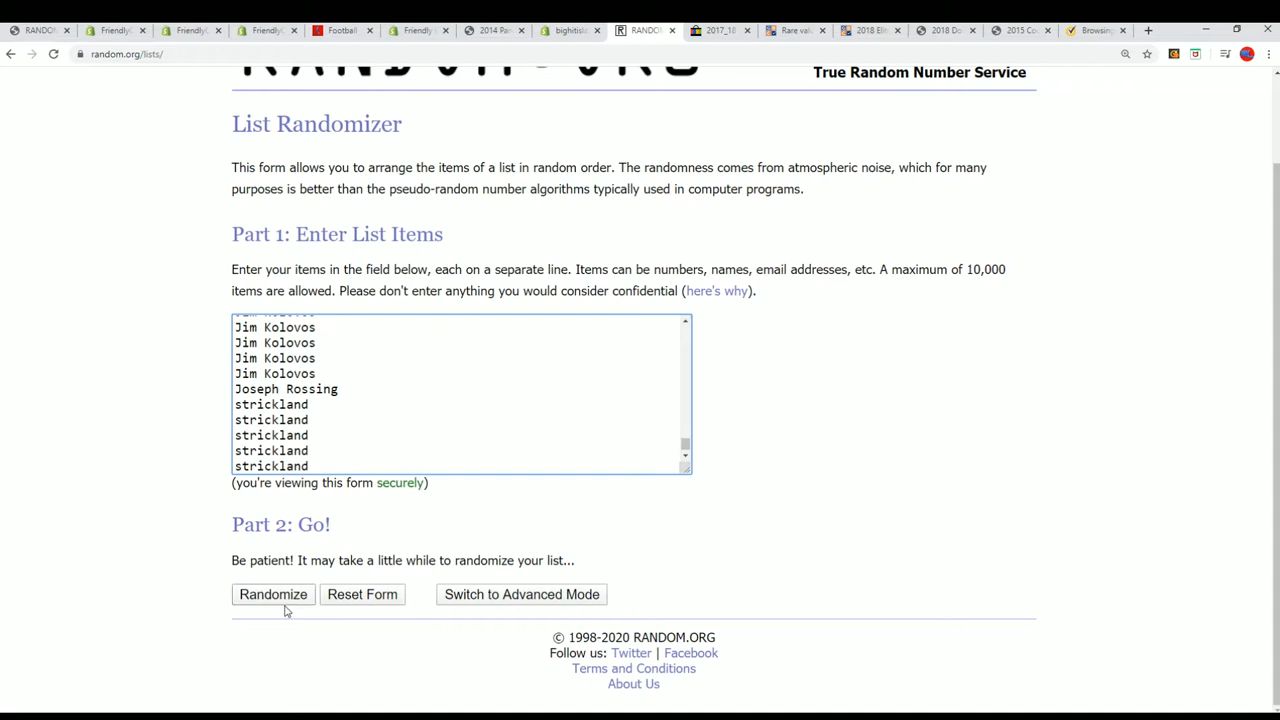 RANDO
FriendlyC
FriendlyC
FriendlyC
Football
Friendly
2014 Pan
bighitsla
RANDO
2017_18
Rare valu
2018 Elit
2018 Do
2015 Co
Browsing
random.org/lists/
RANDOM.ORG
True Random Number Service
List Randomizer
This form allows you to arrange the items of a list in random order. The randomness comes from atmospheric noise, which for many
purposes is better than the pseudo-random number algorithms typically used in computer programs.
Part 1: Enter List Items
Enter your items in the field below, each on a separate line. Items can be numbers, names, email addresses, etc. A maximum of 10,000
items are allowed. Please don't enter anything you would consider confidential (here's why).
Jim Kolovos
Jim Kolovos
Jim Kolovos
Jim Kolovos
Joseph Rossing
strickland
strickland
strickland
strickland
strickland
(you're viewing this form securely)
Part 2: Go!
Be patient! It may take a little while to randomize your list...
Randomize
Reset Form
Switch to Advanced Mode
© 1998-2020 RANDOM.ORG
Follow us: Twitter | Facebook
Terms and Conditions
About Us